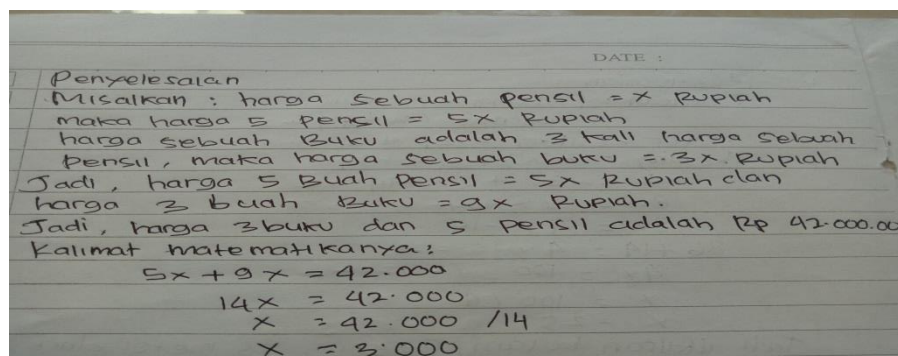 DATE :
Penyelesaian
Misalkan : harga sebuah pensil = x Rupiah
maka harga 5 pensil = 5x Rupiah
harga sebuah Buku adalah 3 kali harga sebuah
pensil, maka harga sebuah buku = 3x Rupiah
Jadi, harga 5 Buah Pensil = 5x Rupiah dan
harga 3 buah Buku = 9x Rupiah.
Jadi, harga 3 buku dan 5 pensil adalah Rp 42.000.00
Kalimat matematikanya :
5x + 9x = 42.000
14x = 42.000
x = 42.000 /14
x = 3.000